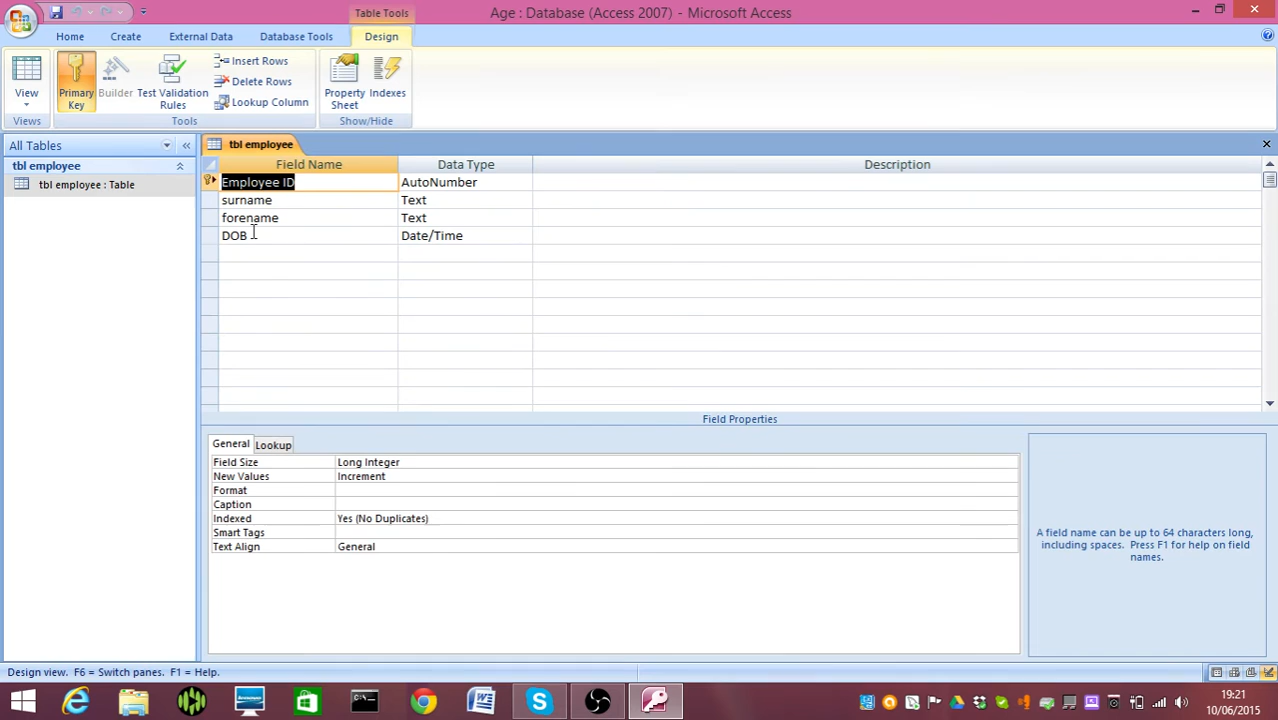 Table Tools
Age : Database (Access 2007) - Microsoft Access
Home
Create
External Data
Database Tools
Design
View
Primary Key
Builder
Test Validation Rules
Insert Rows
Delete Rows
Lookup Column
Property Sheet
Indexes
Views
Tools
Show/Hide
All Tables
tbl employee
tbl employee : Table
tbl employee
Field Name Data Type Description
Employee ID AutoNumber
surname Text
forename Text
DOB Date/Time
Field Properties
General Lookup
Field Size Long Integer
New Values Increment
Format
Caption
Indexed Yes (No Duplicates)
Smart Tags
Text Align General
A field name can be up to 64 characters long,
including spaces. Press F1 for help on field
names.
Design view. F6 = Switch panes. F1 = Help.
19:21
10/06/2015